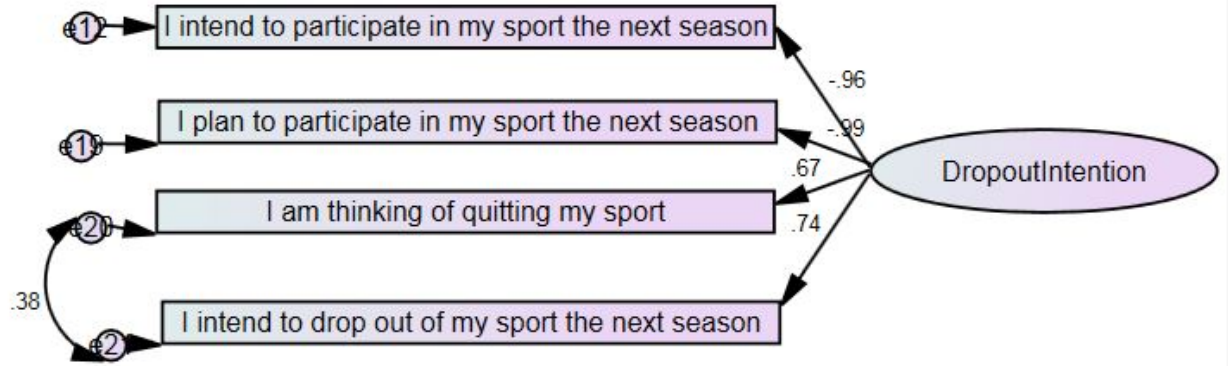 e12
I intend to participate in my sport the next season
-.96
e19
I plan to participate in my sport the next season
-.99
.67
DropoutIntention
e20
I am thinking of quitting my sport
.74
.38
I intend to drop out of my sport the next season